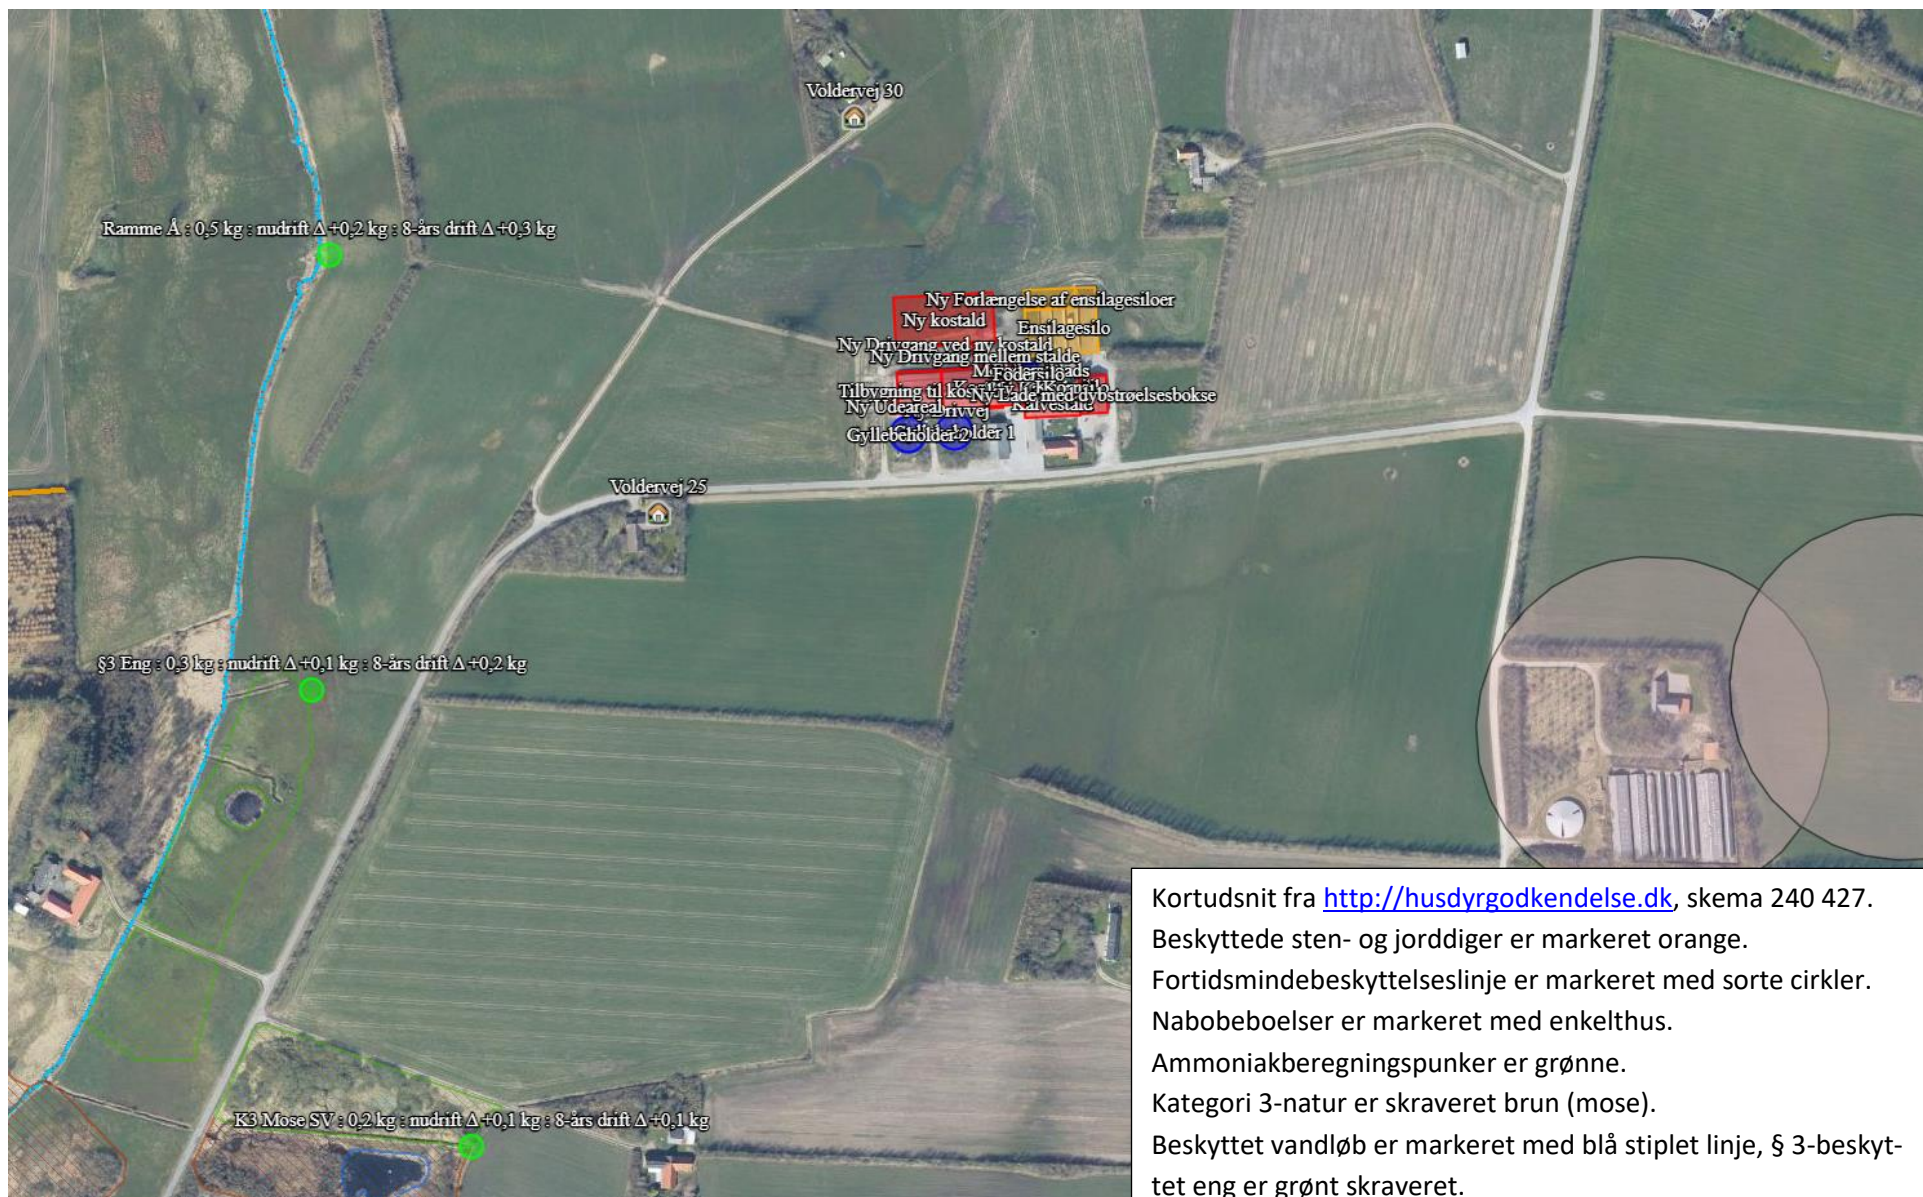 Voldervej 30
Ramme Å : 0,5 kg : nudrift Δ +0,2 kg : 8-års drift Δ +0,3 kg
Ny Forlængelse af ensilagesiloer
Ny kostald
Ensilagesilo
Ny Drivgang ved ny kostald
Ny Drivgang mellem stalde
Fodersilo
Tilbygning til
Ny Lade med dybstrøelsesbokse
Ny Udeareal
Drivvej
Kalvestald
Gyllebeholder 2
Voldervej 25
§3 Eng : 0,3 kg : nudrift Δ +0,1 kg : 8-års drift Δ +0,2 kg
K3 Mose SV : 0,2 kg : nudrift Δ +0,1 kg : 8-års drift Δ +0,1 kg
Kortudsnit fra http://husdyrgodkendelse.dk, skema 240 427.
Beskyttede sten- og jorddiger er markeret orange.
Fortidsmindebeskyttelseslinje er markeret med sorte cirkler.
Nabobeboelser er markeret med enkelthus.
Ammoniakberegningspunker er grønne.
Kategori 3-natur er skraveret brun (mose).
Beskyttet vandløb er markeret med blå stiplet linje, § 3-beskyt-
tet eng er grønt skraveret.